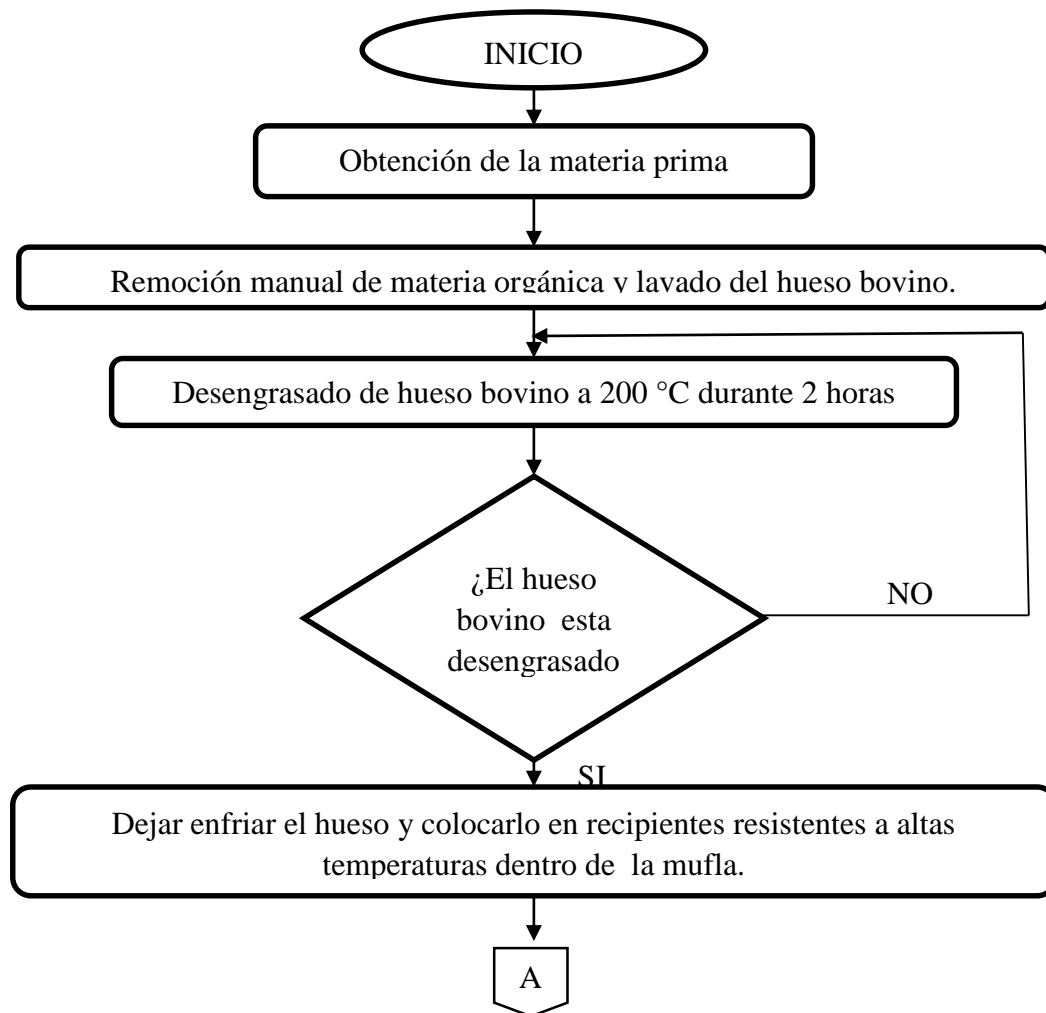 INICIO
Obtención de la materia prima
Remoción manual de materia orgánica y lavado del hueso bovino.
Desengrasado de hueso bovino a 200 °C durante 2 horas
¿El hueso
bovino esta
desengrasado
NO
SI
Dejar enfriar el hueso y colocarlo en recipientes resistentes a altas
temperaturas dentro de la mufla.
A